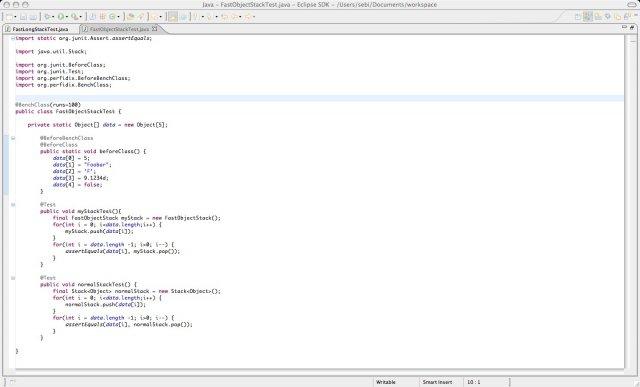 Java - FastObjectStackTest.java - Eclipse SDK - /Users/sebi/Documents/workspace
FastLongStackTest.java
FastObjectStackTest.java
import static org.junit.Assert.assertEquals;
import java.util.Stack;
import org.junit.BeforeClass;
import org.junit.Test;
import org.perfidix.BeforeBenchClass;
import org.perfidix.BenchClass;
@BenchClass(runs=100)
public class FastObjectStackTest {
private static Object[] data = new Object[5];
@BeforeBenchClass
@BeforeClass
public static void beforeClass() {
data[0] = 5;
data[1] = "Foobar";
data[2] = 'F';
data[3] = 9.1234d;
data[4] = false;
}
@Test
public void myStackTest(){
final FastObjectStack myStack = new FastObjectStack();
for(int i = 0; i<data.length;i++) {
myStack.push(data[i]);
}
for(int i = data.length -1; i>0; i--) {
assertEquals(data[i], myStack.pop());
}
}
@Test
public void normalStackTest() {
final Stack<Object> normalStack = new Stack<Object>();
for(int i = 0; i<data.length;i++) {
normalStack.push(data[i]);
}
for(int i = data.length -1; i>0; i--) {
assertEquals(data[i], normalStack.pop());
}
}
}
Writable
Smart Insert
10 : 1